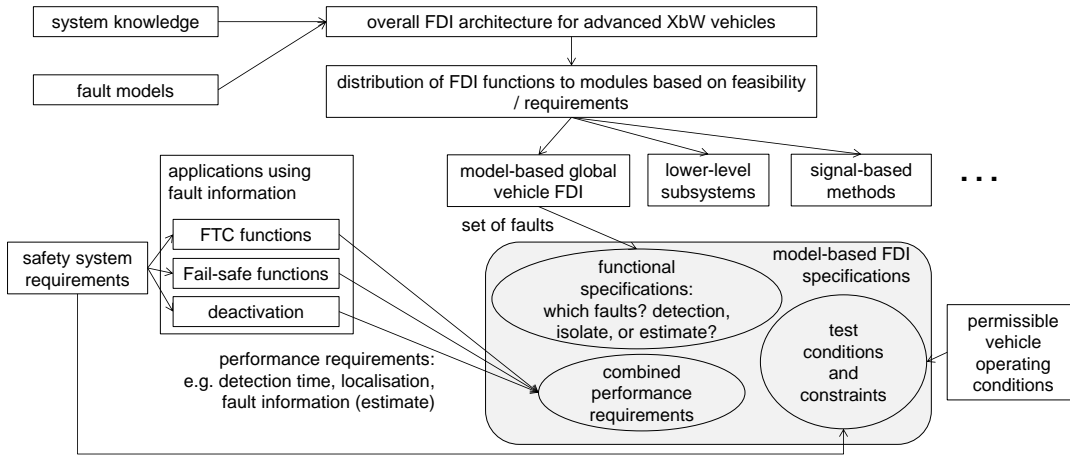 system knowledge
overall FDI architecture for advanced XbW vehicles
fault models
distribution of FDI functions to modules based on feasibility
/ requirements
model-based global
vehicle FDI
lower-level
subsystems
signal-based
methods
...
applications using
fault information
set of faults
safety system
requirements
FTC functions
Fail-safe functions
deactivation
model-based FDI
specifications
functional
specifications:
which faults? detection,
isolate, or estimate?
test
conditions
and
constraints
permissible
vehicle
operating
conditions
performance requirements:
e.g. detection time, localisation,
fault information (estimate)
combined
performance
requirements